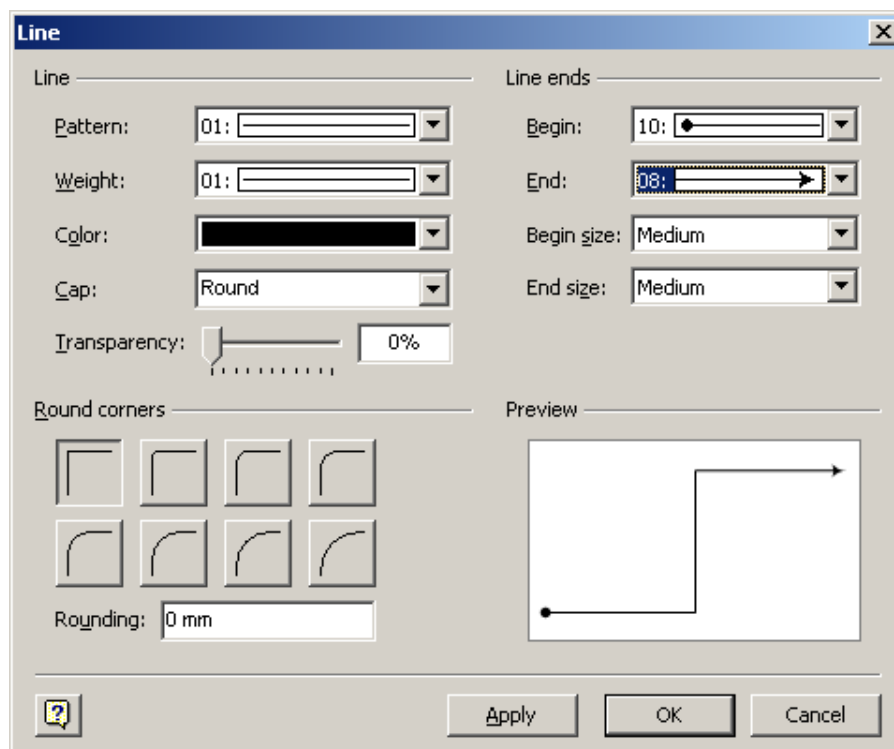 Line
Line
Pattern: 01:
Weight: 01:
Color:
Cap: Round
Transparency: 0%
Line ends
Begin: 10:
End: 08:
Begin size: Medium
End size: Medium
Round corners
Rounding: 0 mm
Preview
?
Apply OK Cancel